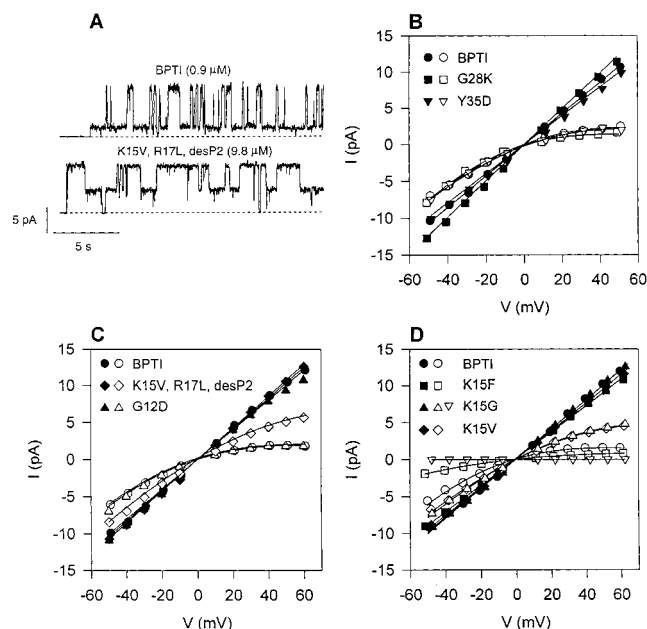 A
BPTI (0.9 µM)
K15V, R17L, desP2 (9.8 µM)
5 pA
5 s
B
15
10
5
0
-5
-10
-15
I (pA)
BPTI
G28K
Y35D
-60 -40 -20 0 20 40 60
V (mV)
C
15
10
5
0
-5
-10
-15
I (pA)
BPTI
K15V, R17L, desP2
G12D
-60 -40 -20 0 20 40 60
V (mV)
D
15
10
5
0
-5
-10
-15
I (pA)
BPTI
K15F
K15G
K15V
-60 -40 -20 0 20 40 60
V (mV)